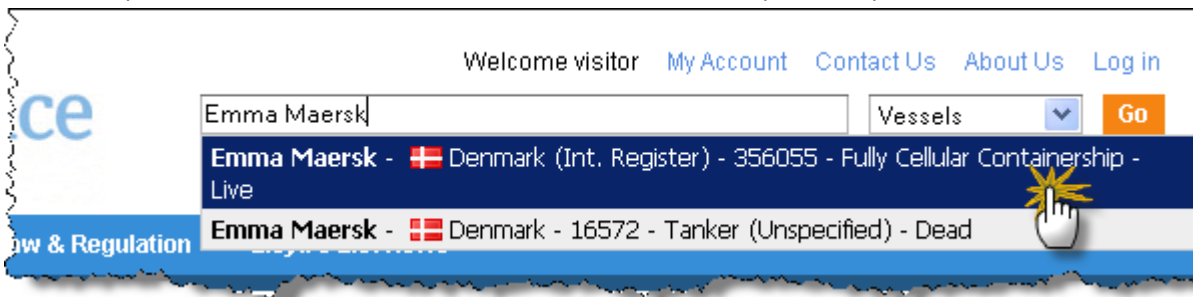 Welcome visitor My Account Contact Us About Us Log in
ce
Emma Maersk Vessels Go
Emma Maersk - Denmark (Int. Register) - 356055 - Fully Cellular Containership -
Live
Emma Maersk - Denmark - 16572 - Tanker (Unspecified) - Dead
w & Regulation